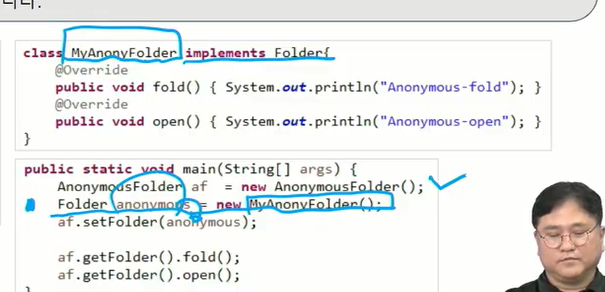 니다.
class MyAnonyFolder implements Folder{
@Override
public void fold() { System.out.println("Anonymous-fold"); }
@Override
public void open() { System.out.println("Anonymous-open"); }
}
public static void main(String[] args) {
AnonymousFolder af = new AnonymousFolder();
Folder anonymous = new MyAnonyFolder();
af.setFolder(anonymous);
af.getFolder().fold();
af.getFolder().open();
}